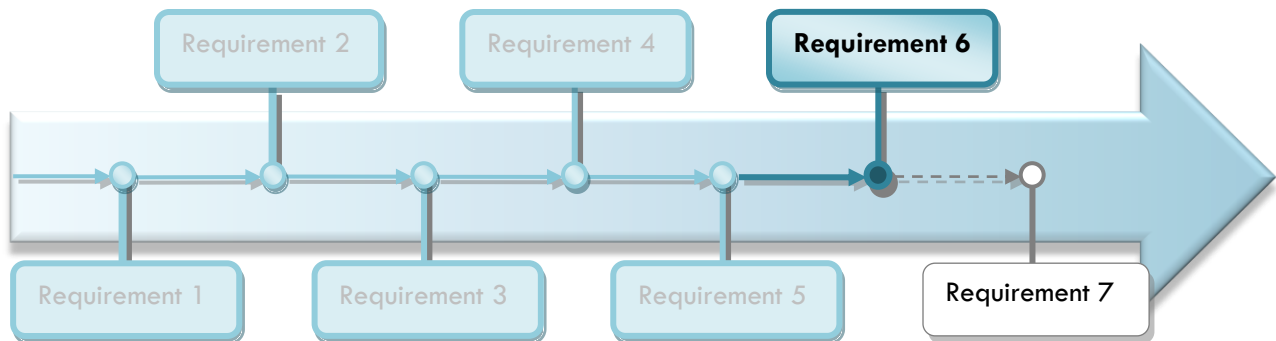 Requirement 2
Requirement 4
Requirement 6
Requirement 1
Requirement 3
Requirement 5
Requirement 7